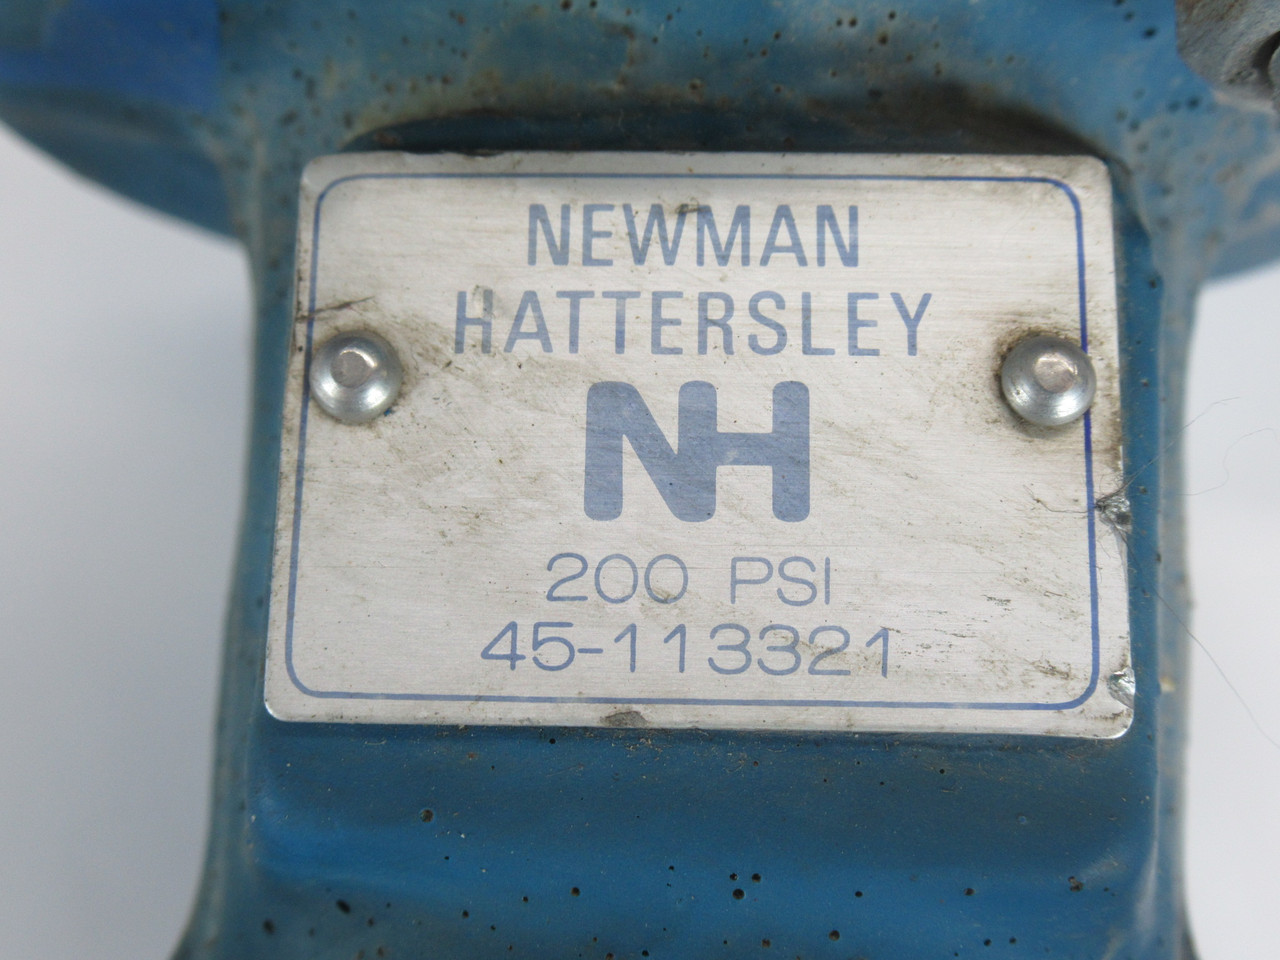 NEWMAN
HATTERSLEY
NH
200 PSI
45-113321